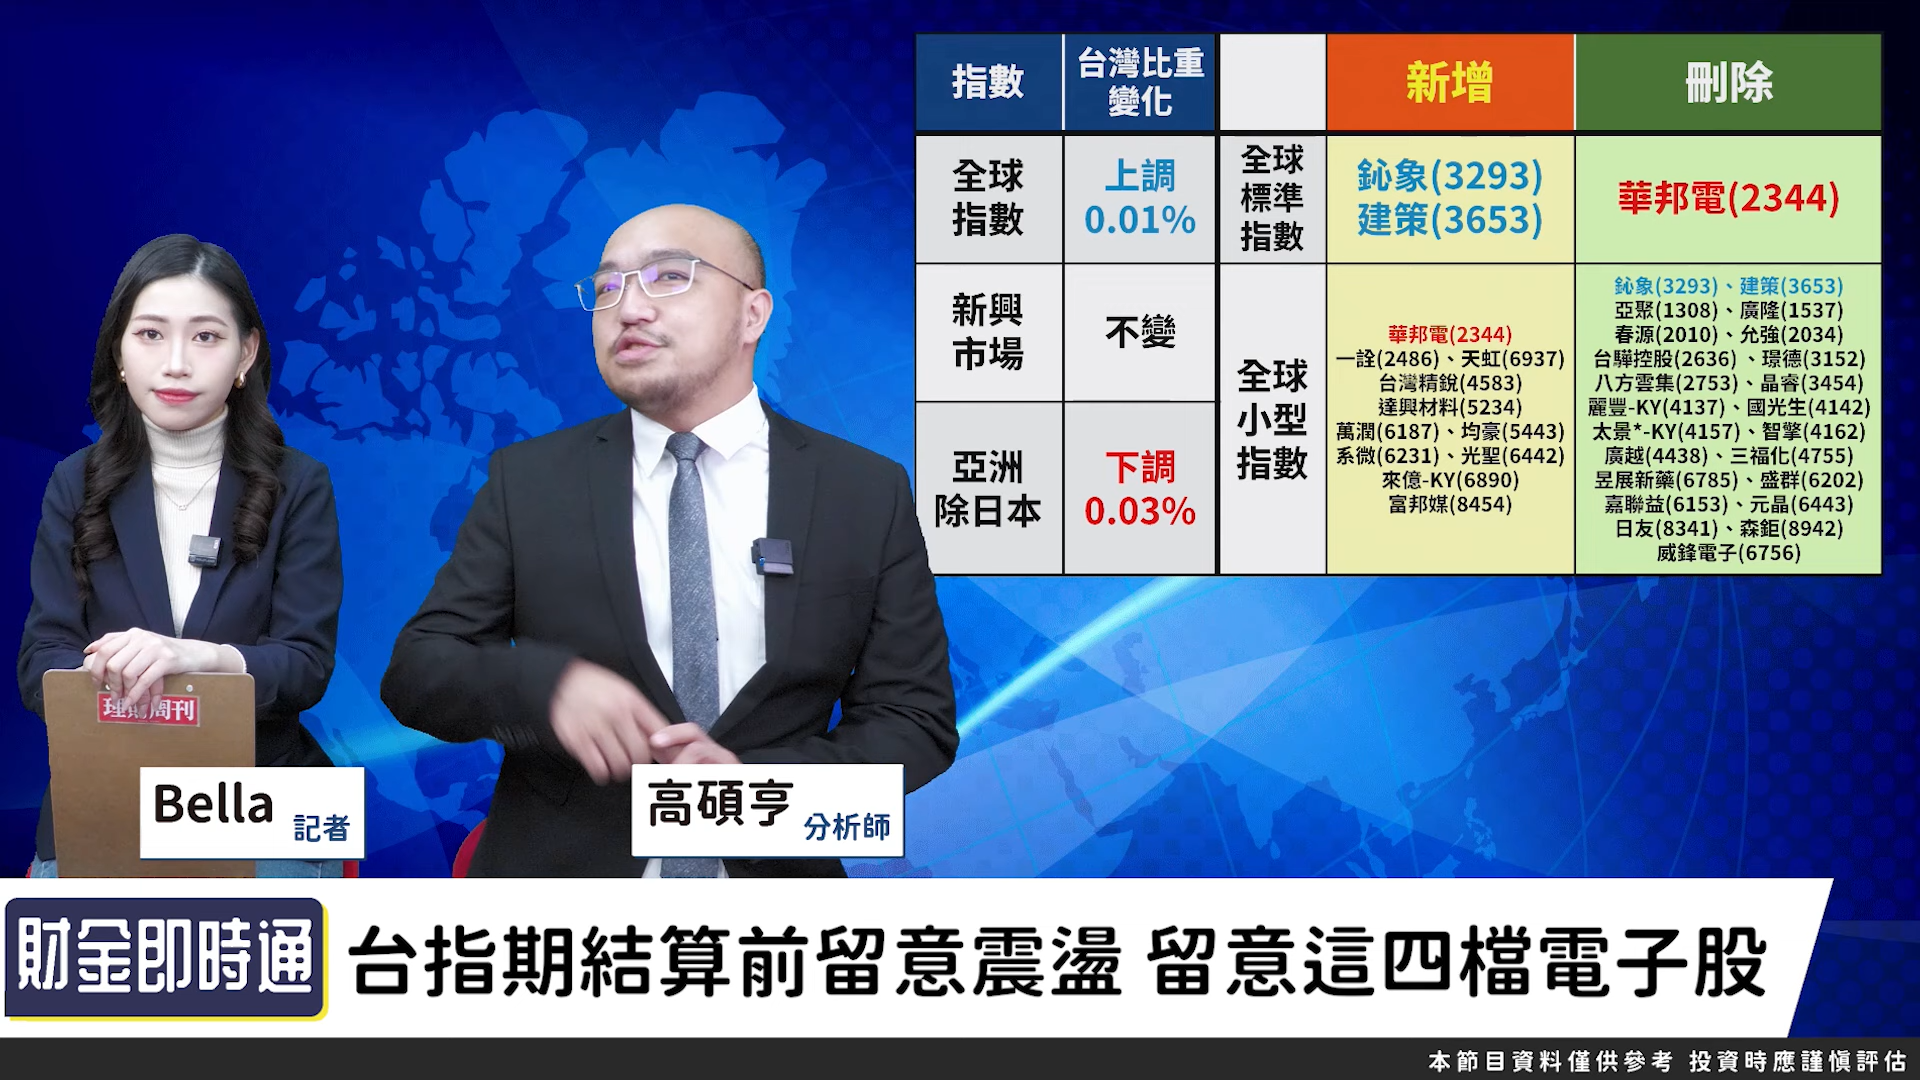 指數
台灣比重
變化
新增
刪除
全球
指數
上調
0.01%
全球
標準
指數
鈊象(3293)
建策(3653)
華邦電(2344)
新興
市場
不變
亞洲
除日本
下調
0.03%
全球
小型
指數
華邦電(2344)
一詮(2486)、天虹(6937)
台灣精銳(4583)
達興材料(5234)
萬潤(6187)、均豪(5443)
系微(6231)、光聖(6442)
來億-KY(6890)
富邦媒(8454)
鈊象(3293)、建策(3653)
亞聚(1308)、廣隆(1537)
春源(2010)、允強(2034)
台驊控股(2636)、璟德(3152)
八方雲集(2753)、晶睿(3454)
麗豐-KY(4137)、國光生(4142)
太景*-KY(4157)、智擎(4162)
廣越(4438)、三福化(4755)
昱展新藥(6785)、盛群(6202)
嘉聯益(6153)、元晶(6443)
日友(8341)、森鉅(8942)
威鋒電子(6756)
理財周刊
Bella 記者
高碩亨 分析師
財金即時通
台指期結算前留意震盪 留意這四檔電子股
本節目資料僅供參考 投資時應謹慎評估